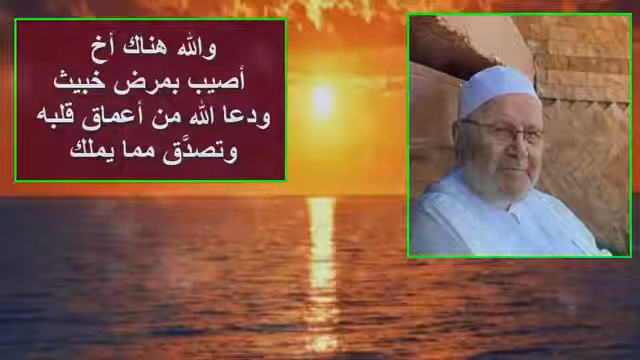 والله هناك أخ
أصيب بمرض خبيث
ودعا الله من أعماق قلبه
وتصدَّق مما يملك